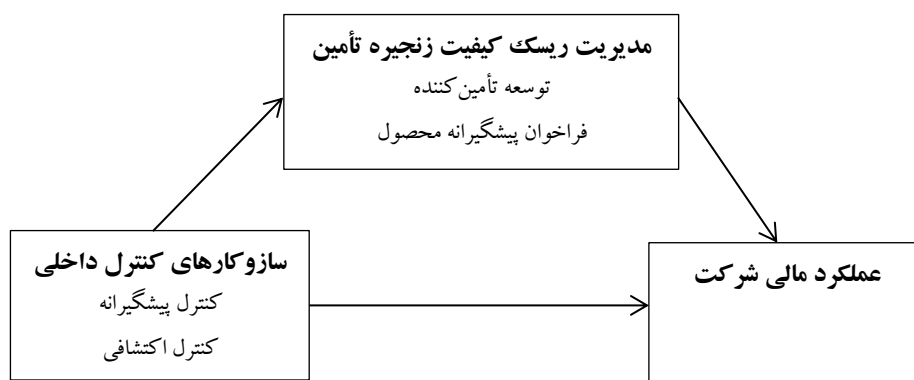 مدیریت ریسک کیفیت زنجیره تأمین
توسعه تأمین‌کننده
فراخوان پیشگیرانه محصول
سازوکارهای کنترل داخلی
کنترل پیشگیرانه
کنترل اکتشافی
عملکرد مالی شرکت